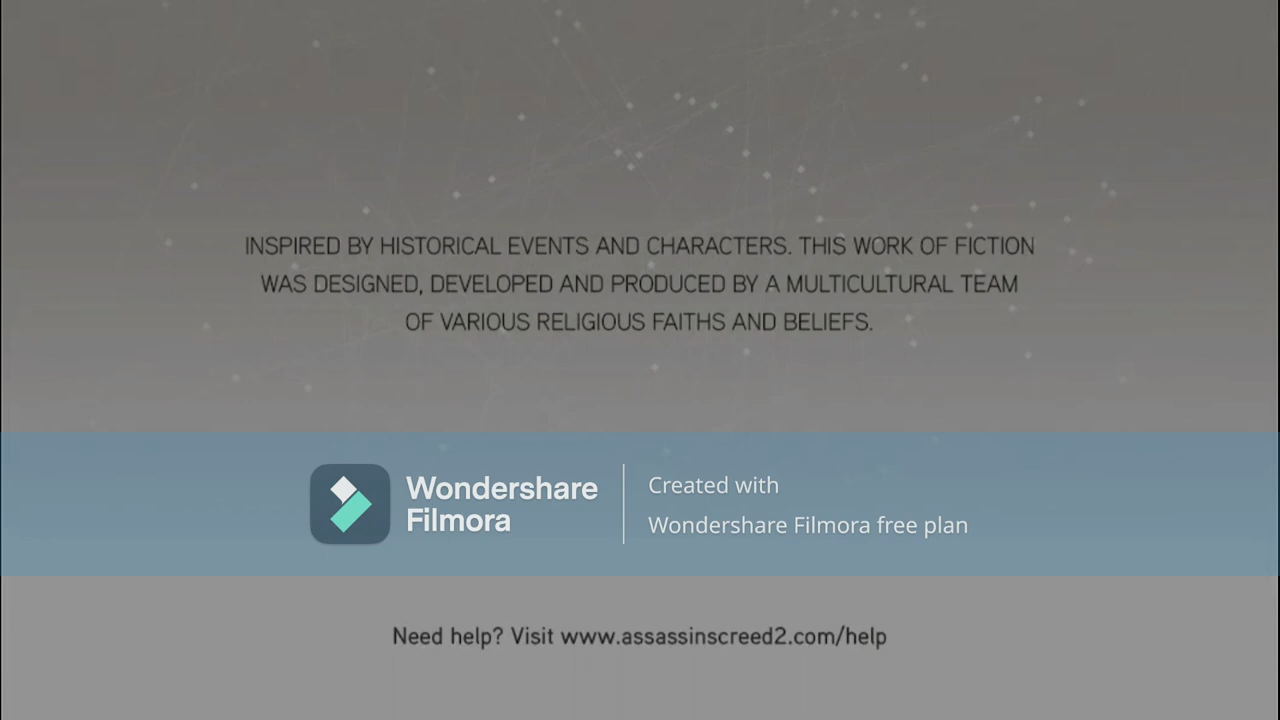 INSPIRED BY HISTORICAL EVENTS AND CHARACTERS. THIS WORK OF FICTION
WAS DESIGNED, DEVELOPED AND PRODUCED BY A MULTICULTURAL TEAM
OF VARIOUS RELIGIOUS FAITHS AND BELIEFS.
Wondershare
Filmora
Created with
Wondershare Filmora free plan
Need help? Visit www.assassinscreed2.com/help